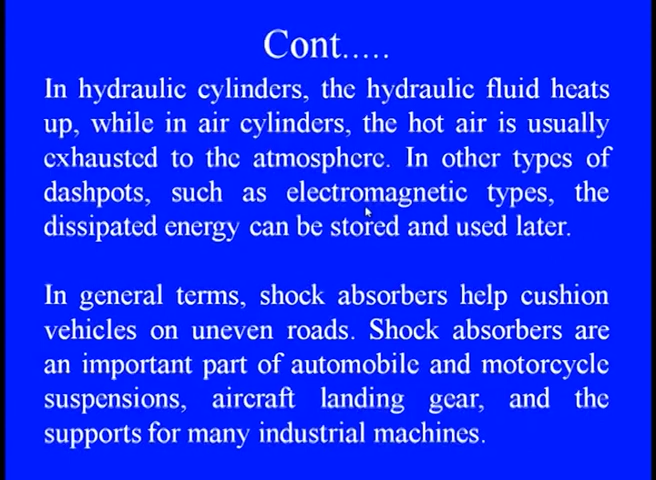 Cont.....
In hydraulic cylinders, the hydraulic fluid heats
up, while in air cylinders, the hot air is usually
exhausted to the atmosphere. In other types of
dashpots, such as electromagnetic types, the
dissipated energy can be stored and used later.
In general terms, shock absorbers help cushion
vehicles on uneven roads. Shock absorbers are
an important part of automobile and motorcycle
suspensions, aircraft landing gear, and the
supports for many industrial machines.